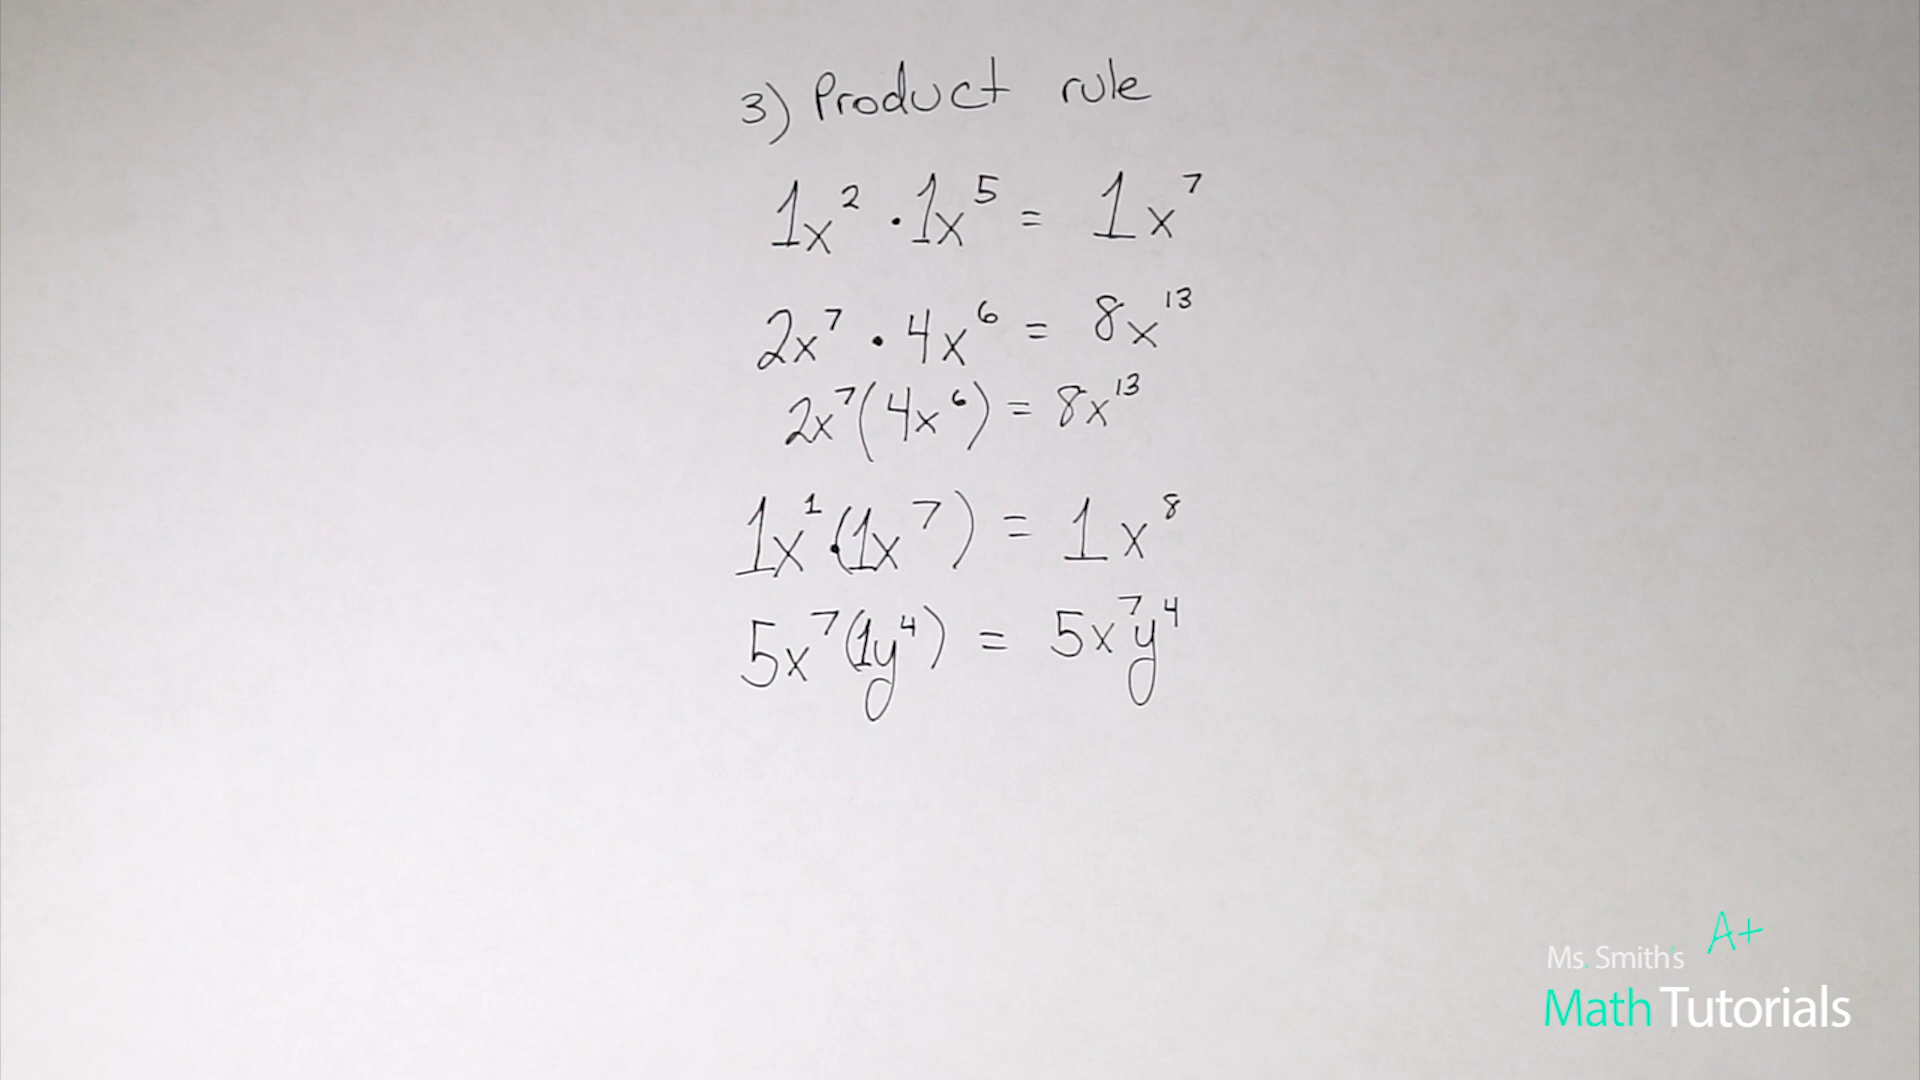 3) Product rule
1x² · 1x⁵ = 1x⁷
2x⁷ · 4x⁶ = 8x¹³
2x⁷(4x⁶) = 8x¹³
1x¹·(1x⁷) = 1x⁸
5x⁷(1y⁴) = 5x⁷y⁴
A+
Ms. Smith's
Math Tutorials